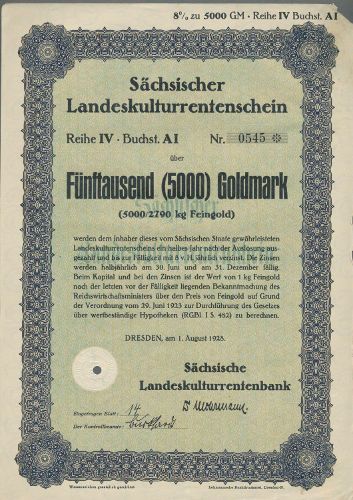 8% zu 5000 GM · Reihe IV Buchst. A I
Sächsischer
Landeskulturrentenschein
Reihe IV · Buchst. A I Nr. 0545 ❉
über
Fünftausend (5000) Goldmark
(5000/2790 kg Feingold)
werden dem Inhaber dieses vom Sächsischen Staate gewährleisteten
Landeskulturrentenscheins ein halbes Jahr nach der Auslosung aus-
gezahlt und bis zur Fälligkeit mit 8 v. H. jährlich verzinst. Die Zinsen
werden halbjährlich am 30. Juni und am 31. Dezember fällig.
Beim Kapital und bei den Zinsen ist der Wert von 1 kg Feingold
nach der letzten vor der Fälligkeit liegenden Bekanntmachung des
Reichswirtschaftsministers über den Preis von Feingold auf Grund
der Verordnung vom 29. Juni 1923 zur Durchführung des Gesetzes
über wertbeständige Hypotheken (RGBl. I S. 482) zu berechnen.
DRESDEN, am 1. August 1928.
Sächsische
Landeskulturrentenbank
Eingetragen Blatt: 14
Der Kontrollbeamte: